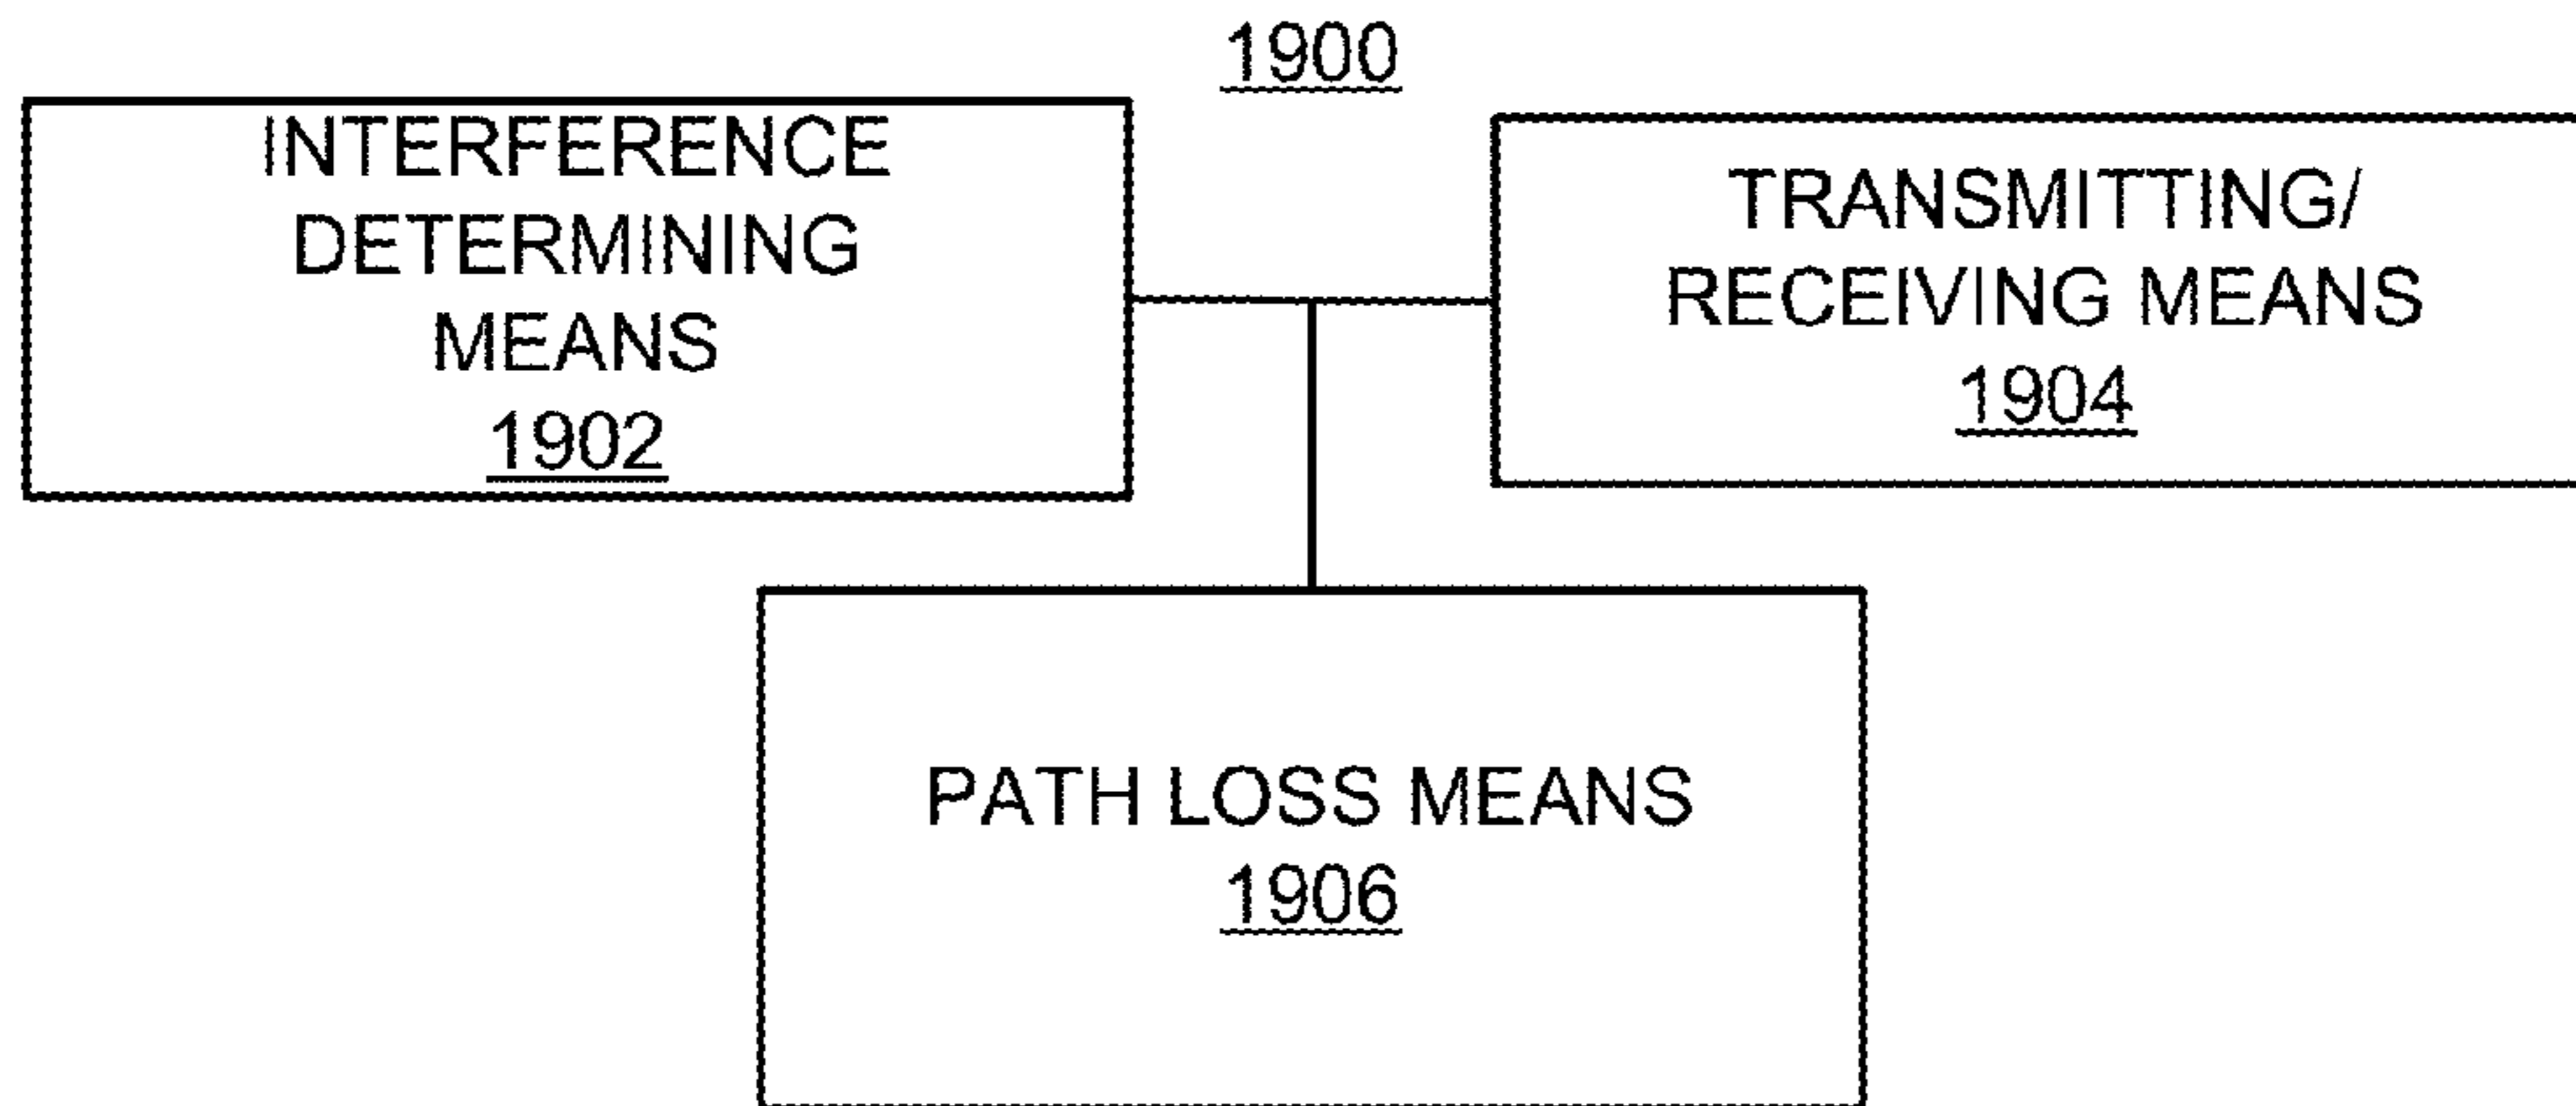 1900
INTERFERENCE
DETERMINING
MEANS
1902
TRANSMITTING/
RECEIVING MEANS
1904
PATH LOSS MEANS
1906